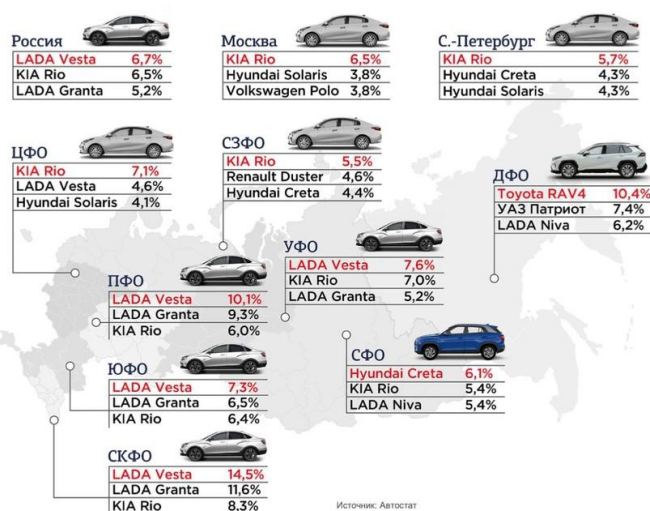 Россия
LADA Vesta 6,7%
KIA Rio 6,5%
LADA Granta 5,2%
Москва
KIA Rio 6,5%
Hyundai Solaris 3,8%
Volkswagen Polo 3,8%
С.-Петербург
KIA Rio 5,7%
Hyundai Creta 4,3%
Hyundai Solaris 4,3%
ЦФО
KIA Rio 7,1%
LADA Vesta 4,6%
Hyundai Solaris 4,1%
СЗФО
KIA Rio 5,5%
Renault Duster 4,6%
Hyundai Creta 4,4%
ДФО
Toyota RAV4 10,4%
УАЗ Патриот 7,4%
LADA Niva 6,2%
УФО
LADA Vesta 7,6%
KIA Rio 7,0%
LADA Granta 5,2%
ПФО
LADA Vesta 10,1%
LADA Granta 9,3%
KIA Rio 6,0%
СФО
Hyundai Creta 6,1%
KIA Rio 5,4%
LADA Niva 5,4%
ЮФО
LADA Vesta 7,3%
LADA Granta 6,5%
KIA Rio 6,4%
СКФО
LADA Vesta 14,5%
LADA Granta 11,6%
KIA Rio 8,3%
Источник: Автостат